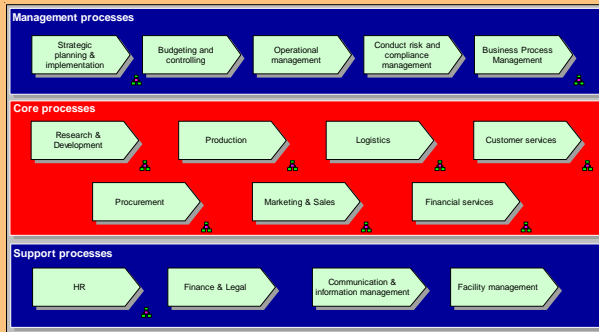 Management processes
Strategic
planning &
implementation
Budgeting and
controlling
Operational
management
Conduct risk and
compliance
management
Business Process
Management
Core processes
Research &
Development
Production
Logistics
Customer services
Procurement
Marketing & Sales
Financial services
Support processes
HR
Finance & Legal
Communication &
information management
Facility management